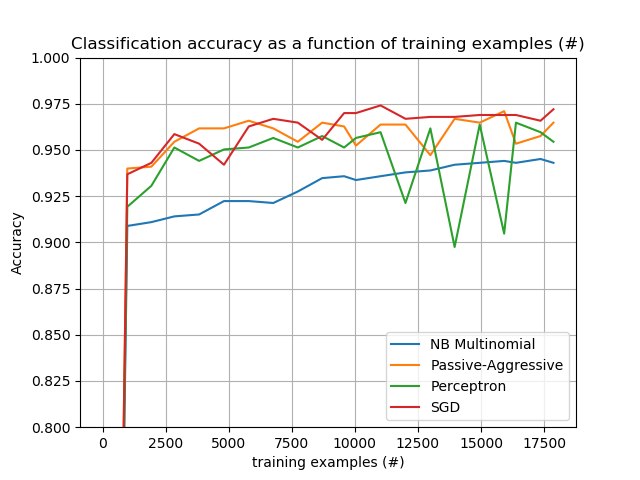 Classification accuracy as a function of training examples (#)
1.000
0.975
0.950
0.925
0.900
0.875
0.850
0.825
0.800
Accuracy
NB Multinomial
Passive-Aggressive
Perceptron
SGD
0 2500 5000 7500 10000 12500 15000 17500
training examples (#)